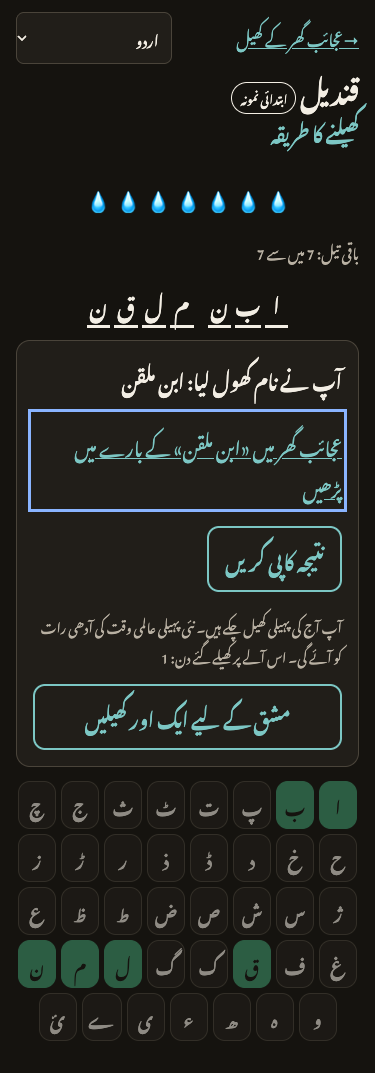 → عجائب گھر کے کھیل
اردو
قندیل ابتدائی نمونہ
کھیلنے کا طریقہ
باقی تیل: 7 میں سے 7
ا ب ن م ل ق ن
آپ نے نام کھول لیا: ابن ملقن
عجائب گھر میں «ابن ملقن» کے بارے میں
پڑھیں
نتیجہ کاپی کریں
آپ آج کی پہیلی کھیل چکے ہیں۔ نئی پہیلی عالمی وقت کی آدھی رات
کو آئے گی۔ اس آلے پر کھیلے گئے دن: 1
مشق کے لیے ایک اور کھیلیں
ا ب پ ت ٹ ث ج چ
ح خ د ڈ ذ ر ڑ ز
ژ س ش ص ض ط ظ ع
غ ف ق ک گ ل م ن
و ہ ھ ء ی ے ئ